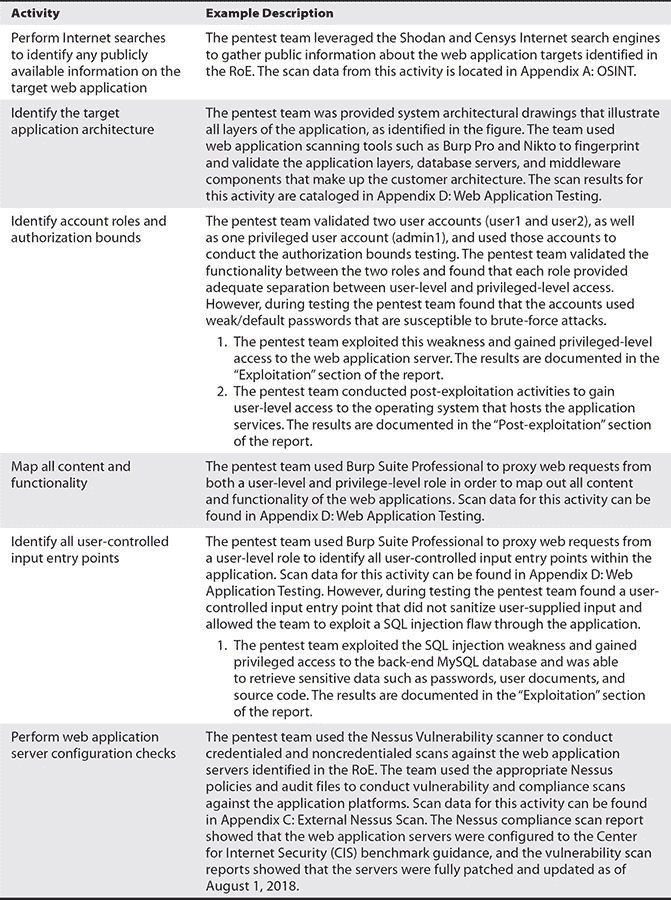 Activity
Example Description
Perform Internet searches
to identify any publicly
available information on the
target web application
The pentest team leveraged the Shodan and Censys Internet search engines
to gather public information about the web application targets identified in
the RoE. The scan data from this activity is located in Appendix A: OSINT.
Identify the target
application architecture
The pentest team was provided system architectural drawings that illustrate
all layers of the application, as identified in the figure. The team used
web application scanning tools such as Burp Pro and Nikto to fingerprint
and validate the application layers, database servers, and middleware
components that make up the customer architecture. The scan results for
this activity are cataloged in Appendix D: Web Application Testing.
Identify account roles and
authorization bounds
The pentest team validated two user accounts (user1 and user2), as well
as one privileged user account (admin1), and used those accounts to
conduct the authorization bounds testing. The pentest team validated the
functionality between the two roles and found that each role provided
adequate separation between user-level and privileged-level access.
However, during testing the pentest team found that the accounts used
weak/default passwords that are susceptible to brute-force attacks.
1. The pentest team exploited this weakness and gained privileged-level
access to the web application server. The results are documented in the
“Exploitation” section of the report.
2. The pentest team conducted post-exploitation activities to gain
user-level access to the operating system that hosts the application
services. The results are documented in the “Post-exploitation” section
of the report.
Map all content and
functionality
The pentest team used Burp Suite Professional to proxy web requests from
both a user-level and privilege-level role in order to map out all content
and functionality of the web applications. Scan data for this activity can be
found in Appendix D: Web Application Testing.
Identify all user-controlled
input entry points
The pentest team used Burp Suite Professional to proxy web requests from
a user-level role to identify all user-controlled input entry points within the
application. Scan data for this activity can be found in Appendix D: Web
Application Testing. However, during testing the pentest team found a user-
controlled input entry point that did not sanitize user-supplied input and
allowed the team to exploit a SQL injection flaw through the application.
1. The pentest team exploited the SQL injection weakness and gained
privileged access to the back-end MySQL database and was able
to retrieve sensitive data such as passwords, user documents, and
source code. The results are documented in the “Exploitation” section
of the report.
Perform web application
server configuration checks
The pentest team used the Nessus Vulnerability scanner to conduct
credentialed and noncredentialed scans against the web application
servers identified in the RoE. The team used the appropriate Nessus
policies and audit files to conduct vulnerability and compliance scans
against the application platforms. Scan data for this activity can be found
in Appendix C: External Nessus Scan. The Nessus compliance scan report
showed that the web application servers were configured to the Center
for Internet Security (CIS) benchmark guidance, and the vulnerability scan
reports showed that the servers were fully patched and updated as of
August 1, 2018.